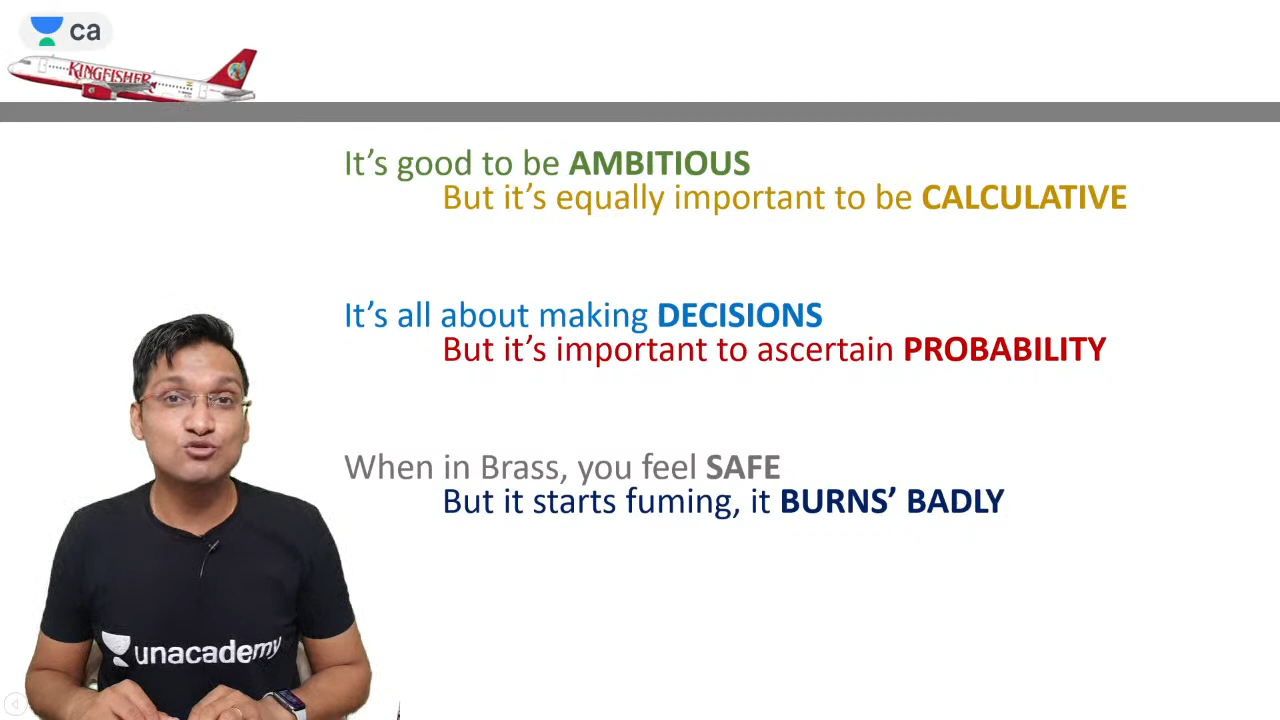 ca
KINGFISHER
It's good to be AMBITIOUS
But it's equally important to be CALCULATIVE
It's all about making DECISIONS
But it's important to ascertain PROBABILITY
When in Brass, you feel SAFE
But it starts fuming, it BURNS’ BADLY
unacademy